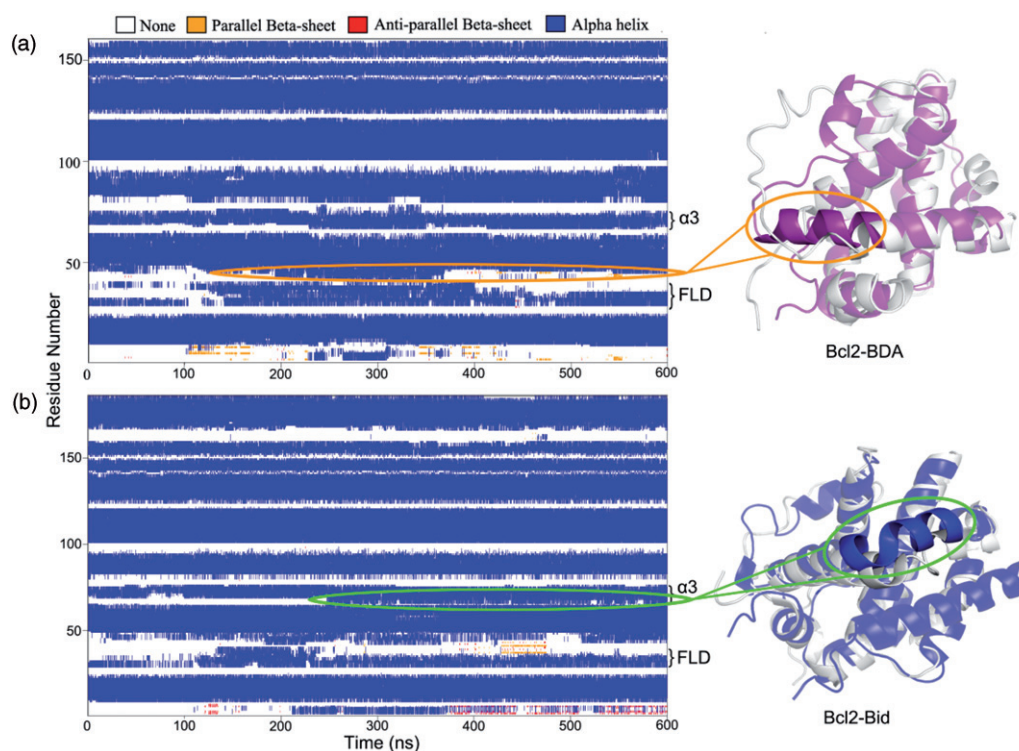 None Parallel Beta-sheet Anti-parallel Beta-sheet Alpha helix
(a)
150
100
50
0 100 200 300 400 500 600
α3
FLD
Bcl2-BDA
Residue Number
(b)
150
100
50
0 100 200 300 400 500 600
Time (ns)
α3
FLD
Bcl2-Bid